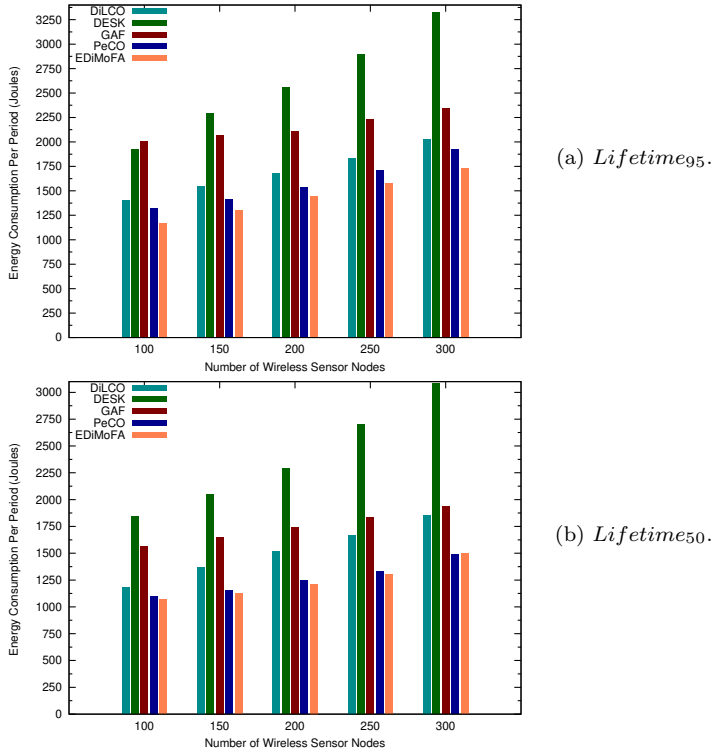 DiLCO
DESK
GAF
PeCO
EDiMoFA
Energy Consumption Per Period (Joules)
3250
3000
2750
2500
2250
2000
1750
1500
1250
1000
750
500
250
0
100 150 200 250 300
Number of Wireless Sensor Nodes
(a) Lifetime95.
DiLCO
DESK
GAF
PeCO
EDiMoFA
Energy Consumption Per Period (Joules)
3000
2750
2500
2250
2000
1750
1500
1250
1000
750
500
250
0
100 150 200 250 300
Number of Wireless Sensor Nodes
(b) Lifetime50.